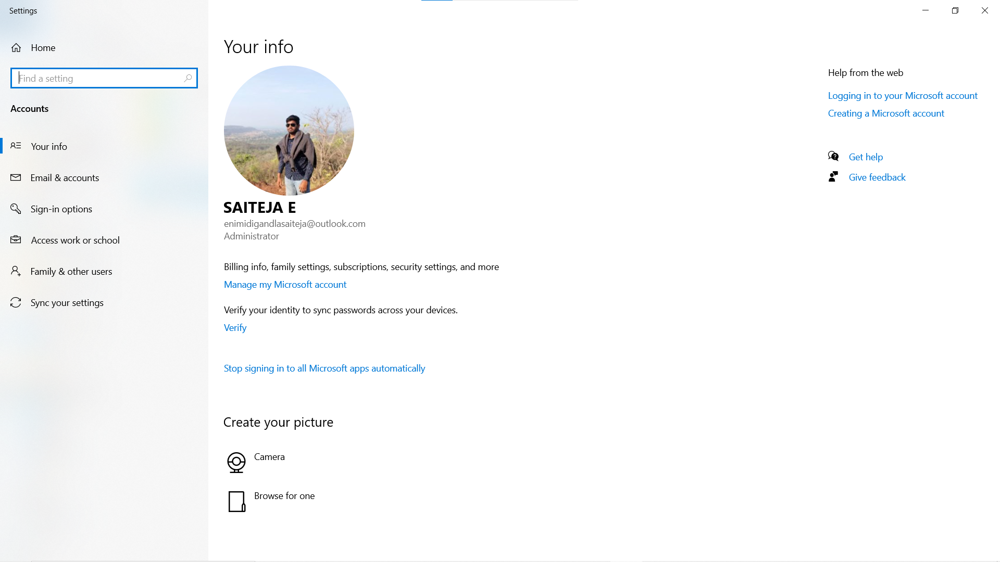 Settings
Home
Find a setting
Accounts
Your info
Email & accounts
Sign-in options
Access work or school
Family & other users
Sync your settings
Your info
SAITEJA E
enimidigandlasaiteja@outlook.com
Administrator
Billing info, family settings, subscriptions, security settings, and more
Manage my Microsoft account
Verify your identity to sync passwords across your devices.
Verify
Stop signing in to all Microsoft apps automatically
Create your picture
Camera
Browse for one
Help from the web
Logging in to your Microsoft account
Creating a Microsoft account
Get help
Give feedback